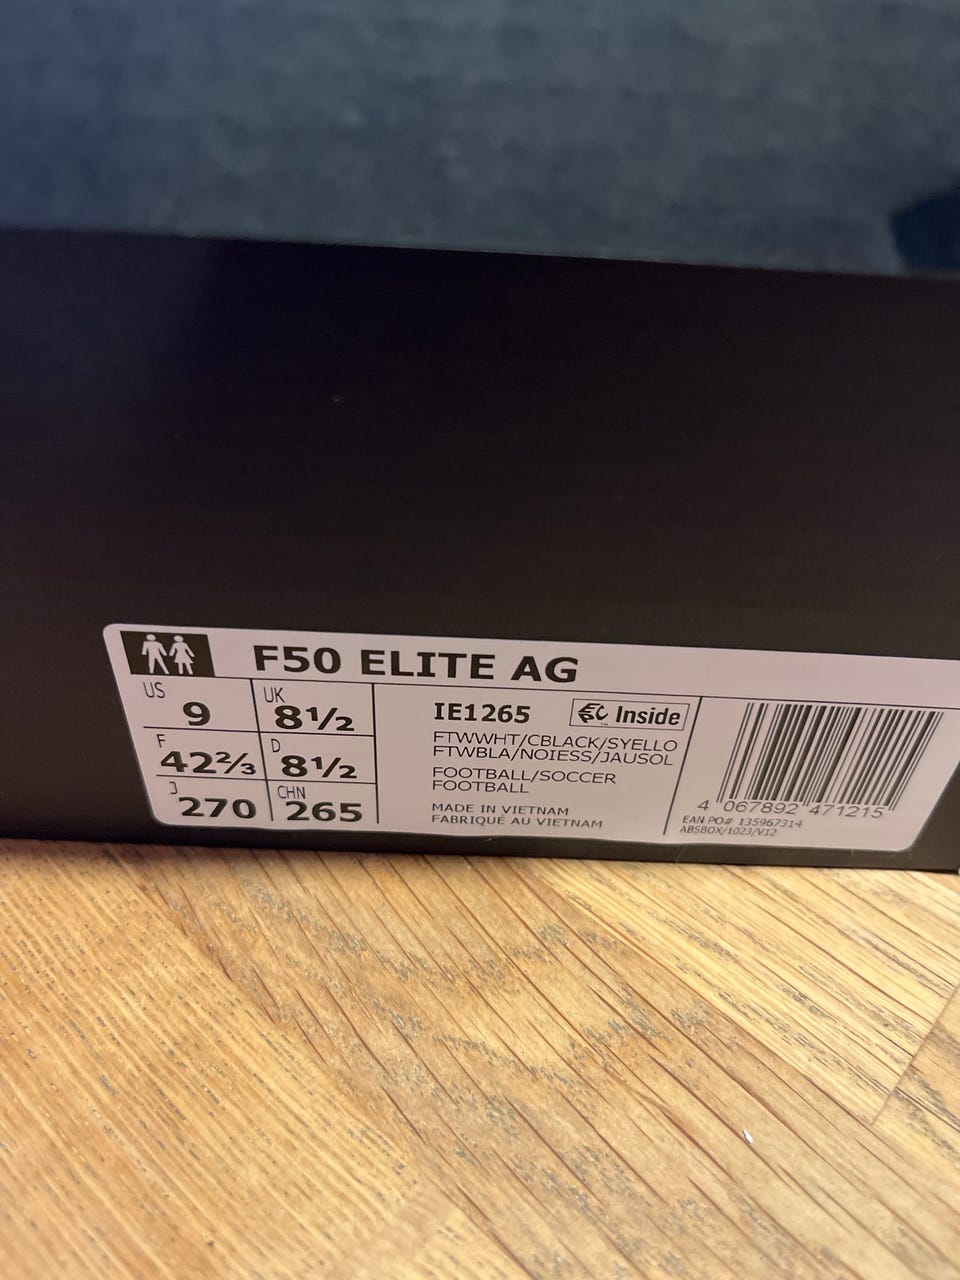 F50 ELITE AG
US 9 UK 8½
F 42⅔ D 8½
J 270 CHN 265
IE1265 Inside
FTWWHT/CBLACK/SYELLO
FTWBLA/NOIESS/JAUSOL
FOOTBALL/SOCCER
FOOTBALL
MADE IN VIETNAM
FABRIQUÉ AU VIETNAM
4 067892 471215
EAN PO# 135967314
ABSBOX/1023/V12